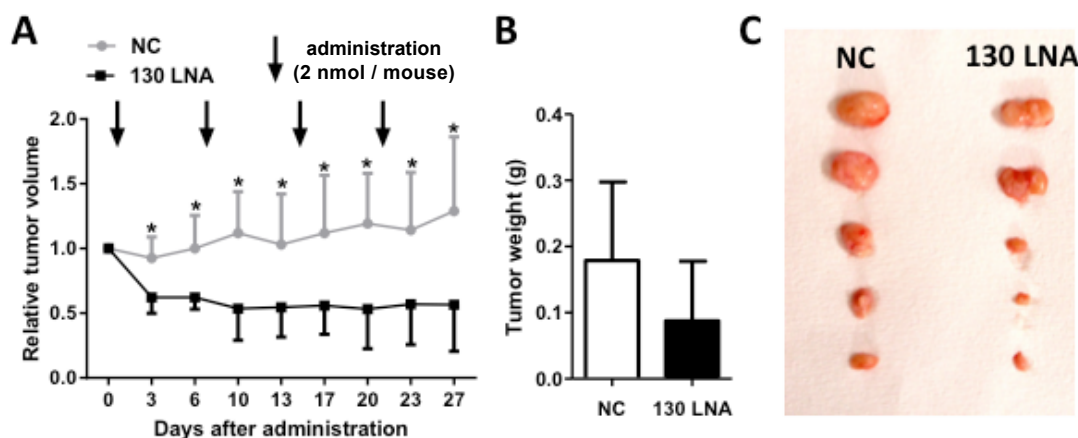 A
NC
130 LNA
administration
(2 nmol / mouse)
Relative tumor volume
2.0
1.5
1.0
0.5
0.0
* * * * * * * *
0 3 6 10 13 17 20 23 27
Days after administration
B
Tumor weight (g)
0.4
0.3
0.2
0.1
0.0
NC 130 LNA
C
NC 130 LNA